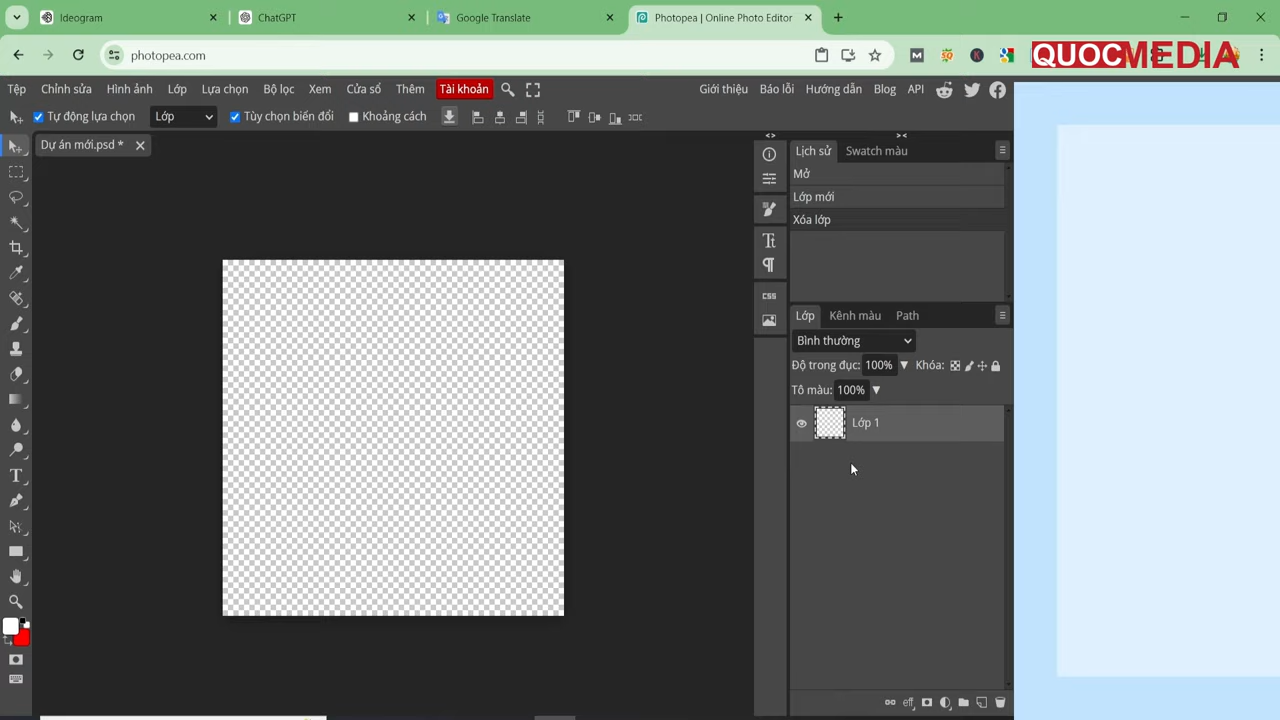 Ideogram
ChatGPT
Google Translate
Photopea | Online Photo Editor
photopea.com
QUOCMEDIA
Tệp Chỉnh sửa Hình ảnh Lớp Lựa chọn Bộ lọc Xem Cửa sổ Thêm Tài khoản
Giới thiệu Báo lỗi Hướng dẫn Blog API
Tự động lựa chọn Lớp Tùy chọn biến đổi Khoảng cách
Dự án mới.psd *
Lịch sử Swatch màu
Mở
Lớp mới
Xóa lớp
CSS
Lớp Kênh màu Path
Bình thường
Độ trong đục: 100% Khóa:
Tô màu: 100%
Lớp 1
eff